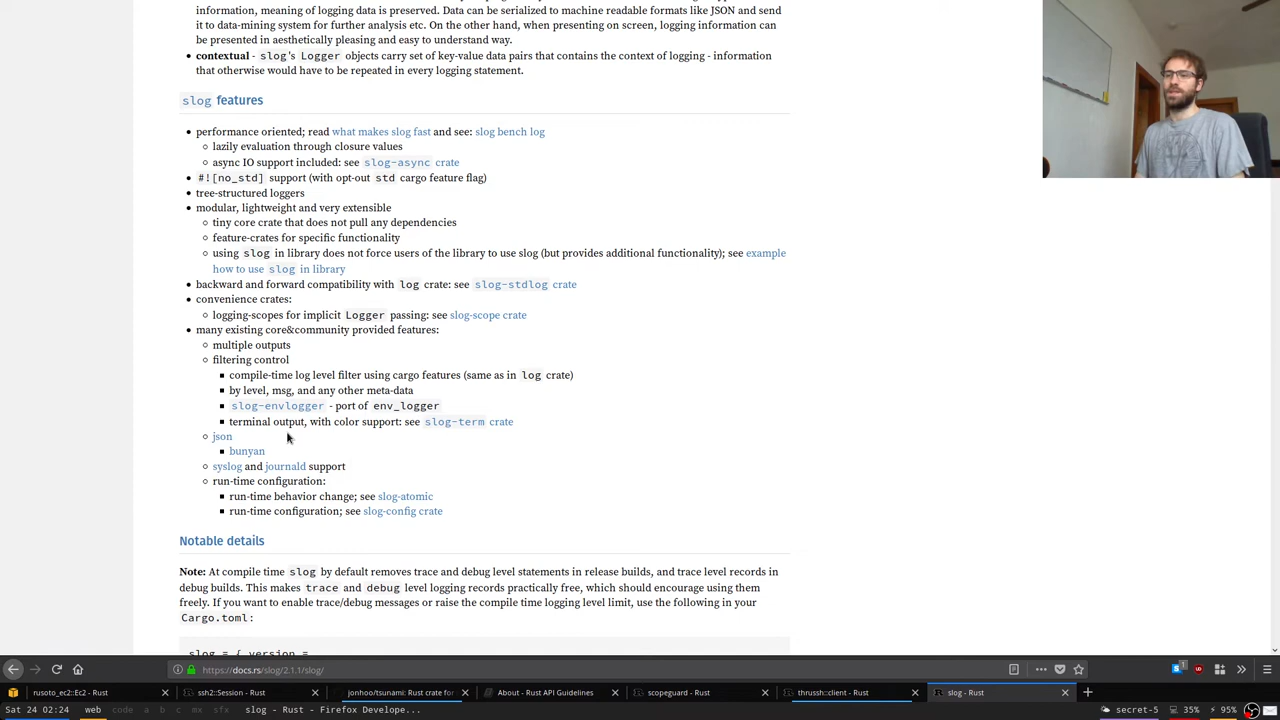 information, meaning of logging data is preserved. Data can be serialized to machine readable formats like JSON and send
it to data-mining system for further analysis etc. On the other hand, when presenting on screen, logging information can
be presented in aesthetically pleasing and easy to understand way.
• contextual - slog's Logger objects carry set of key-value data pairs that contains the context of logging - information
that otherwise would have to be repeated in every logging statement.
slog features
• performance oriented; read what makes slog fast and see: slog bench log
lazily evaluation through closure values
async IO support included: see slog-async crate
• #![no_std] support (with opt-out std cargo feature flag)
• tree-structured loggers
• modular, lightweight and very extensible
tiny core crate that does not pull any dependencies
feature-crates for specific functionality
using slog in library does not force users of the library to use slog (but provides additional functionality); see example
how to use slog in library
• backward and forward compatibility with log crate: see slog-stdlog crate
• convenience crates:
logging-scopes for implicit Logger passing: see slog-scope crate
• many existing core&community provided features:
multiple outputs
filtering control
compile-time log level filter using cargo features (same as in log crate)
by level, msg, and any other meta-data
slog-envlogger - port of env_logger
terminal output, with color support: see slog-term crate
json
bunyan
syslog and journald support
run-time configuration:
run-time behavior change; see slog-atomic
run-time configuration; see slog-config crate
Notable details
Note: At compile time slog by default removes trace and debug level statements in release builds, and trace level records in
debug builds. This makes trace and debug level logging records practically free, which should encourage using them
freely. If you want to enable trace/debug messages or raise the compile time logging level limit, use the following in your
Cargo.toml:
slog = { version =
https://docs.rs/slog/2.1.1/slog/
1
rusoto_ec2::Ec2 - Rust
ssh2::Session - Rust
jonhoo/tsunami: Rust crate for
About - Rust API Guidelines
scopeguard - Rust
thrussh::client - Rust
slog - Rust
Sat 24 02:24 web code a b c mx sfx slog - Rust - Firefox Develope... secret-5 35% 95%